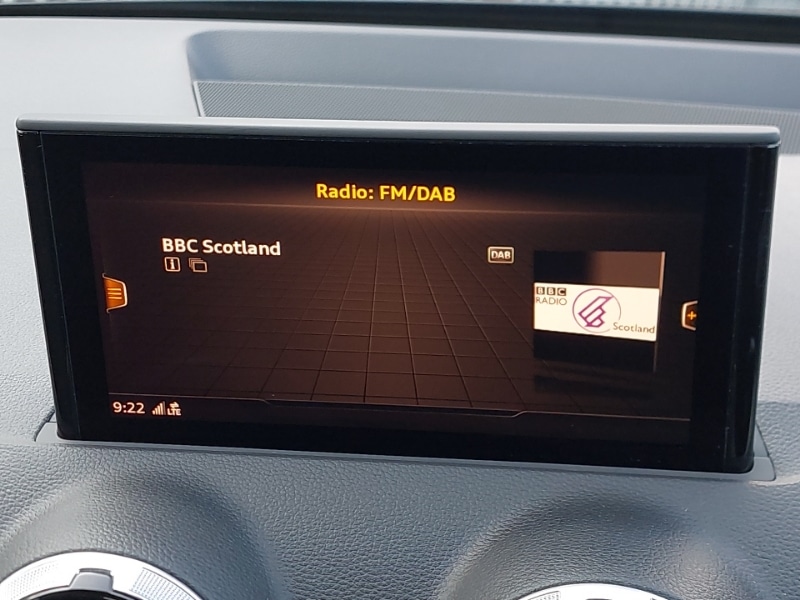 Radio: FM/DAB
BBC Scotland
DAB
BBC
RADIO
Scotland
9:22 LTE